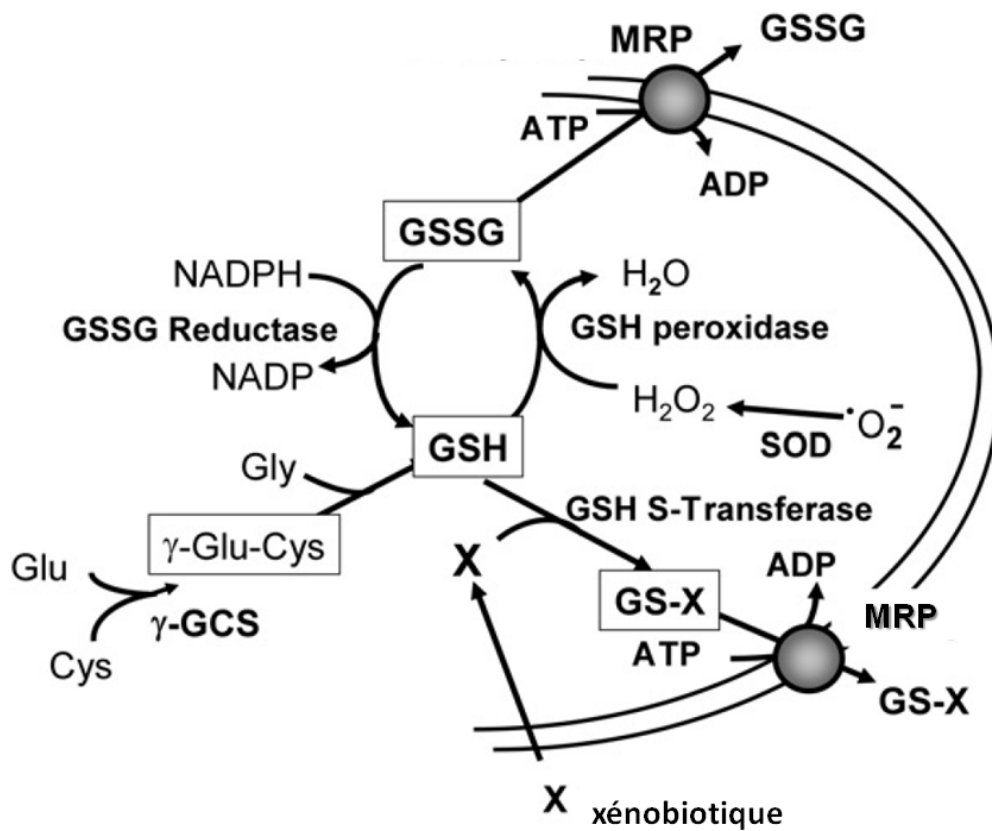 GSSG
MRP
ATP
ADP
GSSG
NADPH
H₂O
GSSG Reductase
GSH peroxidase
NADP
H₂O₂
SOD
•O₂⁻
GSH
Gly
GSH S-Transferase
γ-Glu-Cys
Glu
X
ADP
γ-GCS
GS-X
MRP
Cys
ATP
GS-X
X xénobiotique